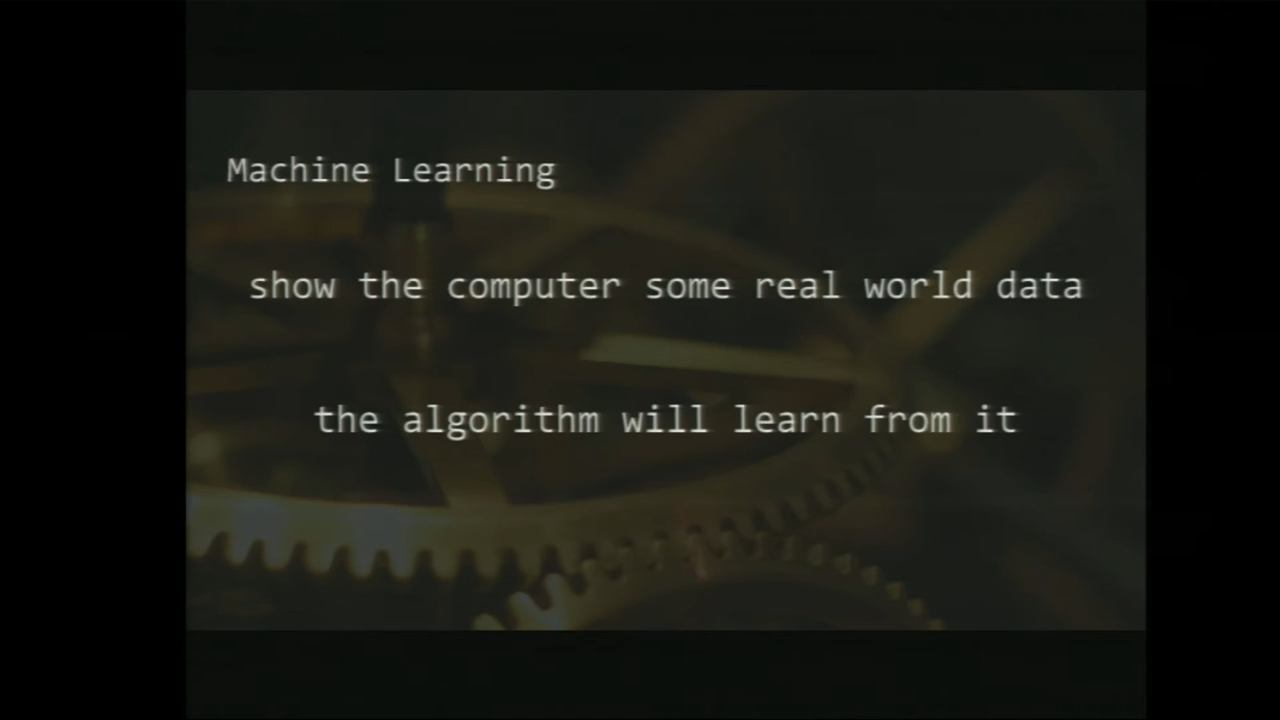 Machine Learning
show the computer some real world data
the algorithm will learn from it